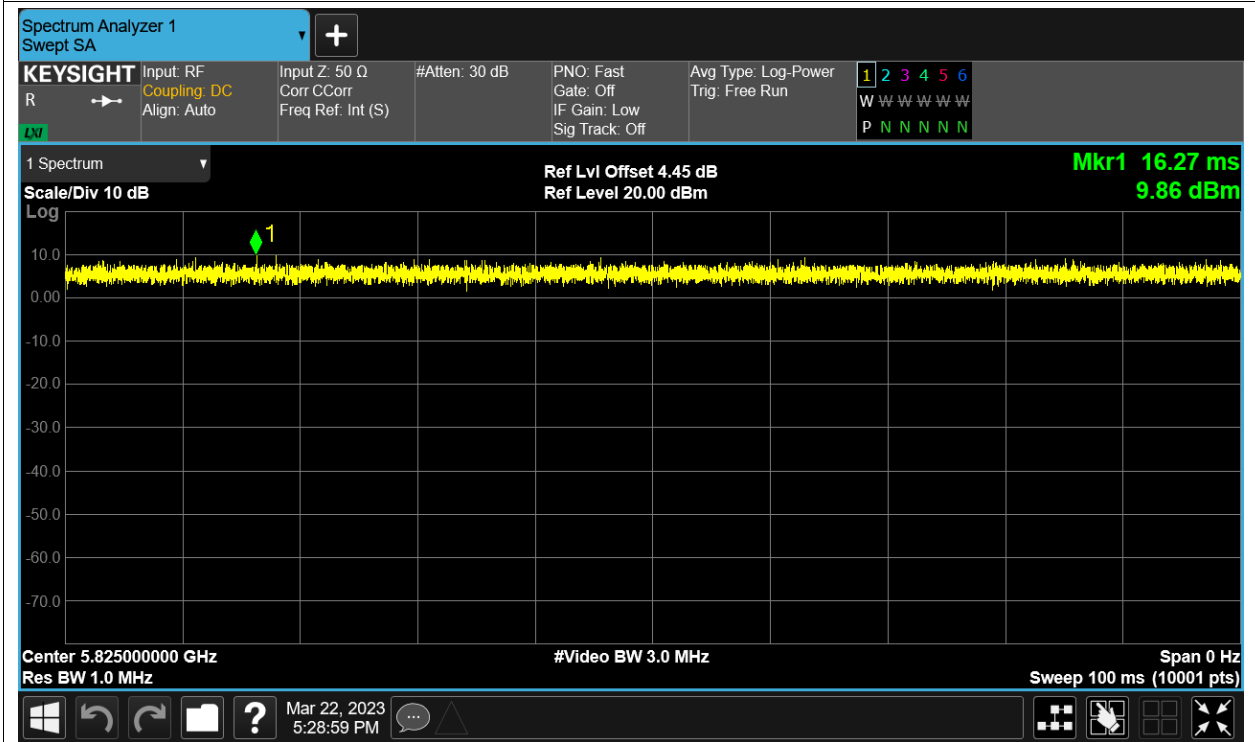 Spectrum Analyzer 1
Swept SA
+
KEYSIGHT
R
LXI
Input: RF
Coupling: DC
Align: Auto
Input Z: 50 Ω
Corr CCorr
Freq Ref: Int (S)
#Atten: 30 dB
PNO: Fast
Gate: Off
IF Gain: Low
Sig Track: Off
Avg Type: Log-Power
Trig: Free Run
1 2 3 4 5 6
W W W W W W
P N N N N N
1 Spectrum
Scale/Div 10 dB
Log
Ref Lvl Offset 4.45 dB
Ref Level 20.00 dBm
Mkr1 16.27 ms
9.86 dBm
1
10.0
0.00
-10.0
-20.0
-30.0
-40.0
-50.0
-60.0
-70.0
Center 5.825000000 GHz
Res BW 1.0 MHz
#Video BW 3.0 MHz
Span 0 Hz
Sweep 100 ms (10001 pts)
?
Mar 22, 2023
5:28:59 PM